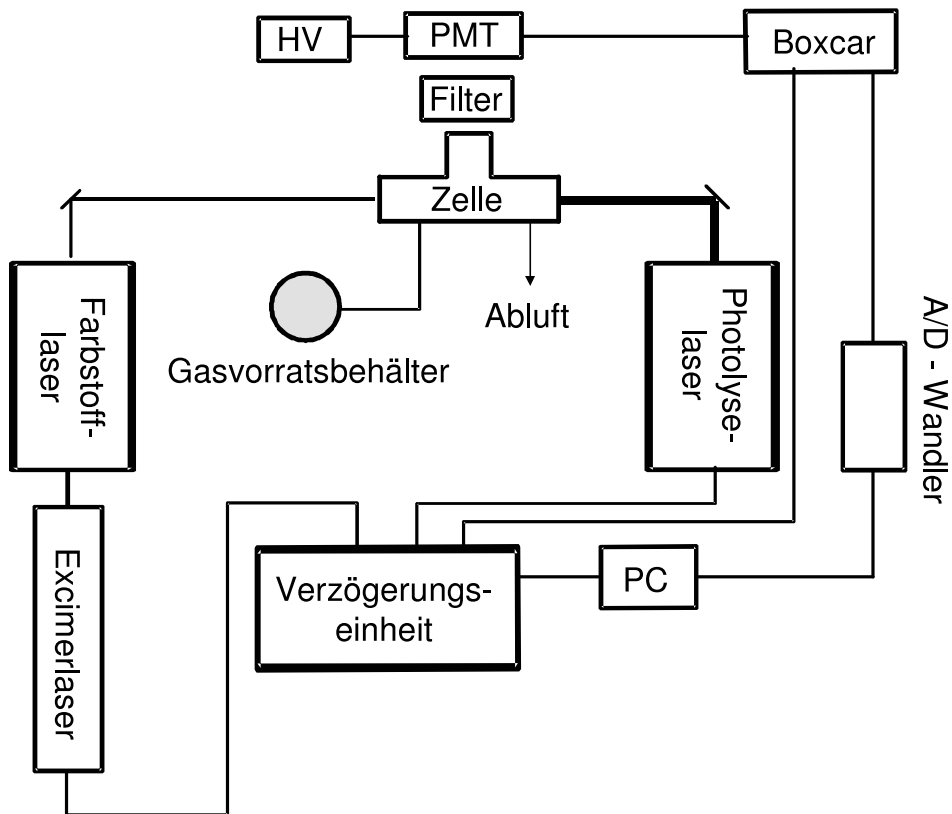 HV
PMT
Boxcar
Filter
Zelle
Farbstoff-
laser
Gasvorratsbehälter
Abluft
Photolyse-
laser
A/D - Wandler
Excimerlaser
Verzögerungs-
einheit
PC